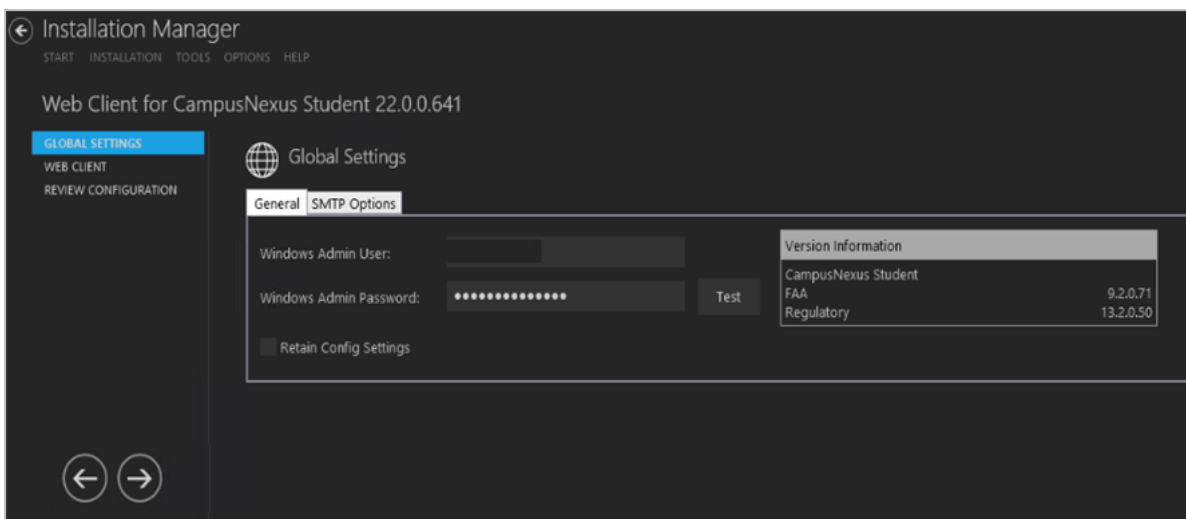 Installation Manager
START INSTALLATION TOOLS OPTIONS HELP
Web Client for CampusNexus Student 22.0.0.641
GLOBAL SETTINGS
WEB CLIENT
REVIEW CONFIGURATION
Global Settings
General SMTP Options
Windows Admin User:
Windows Admin Password: ●●●●●●●●●●●●●● Test
Retain Config Settings
Version Information
CampusNexus Student
FAA 9.2.0.71
Regulatory 13.2.0.50